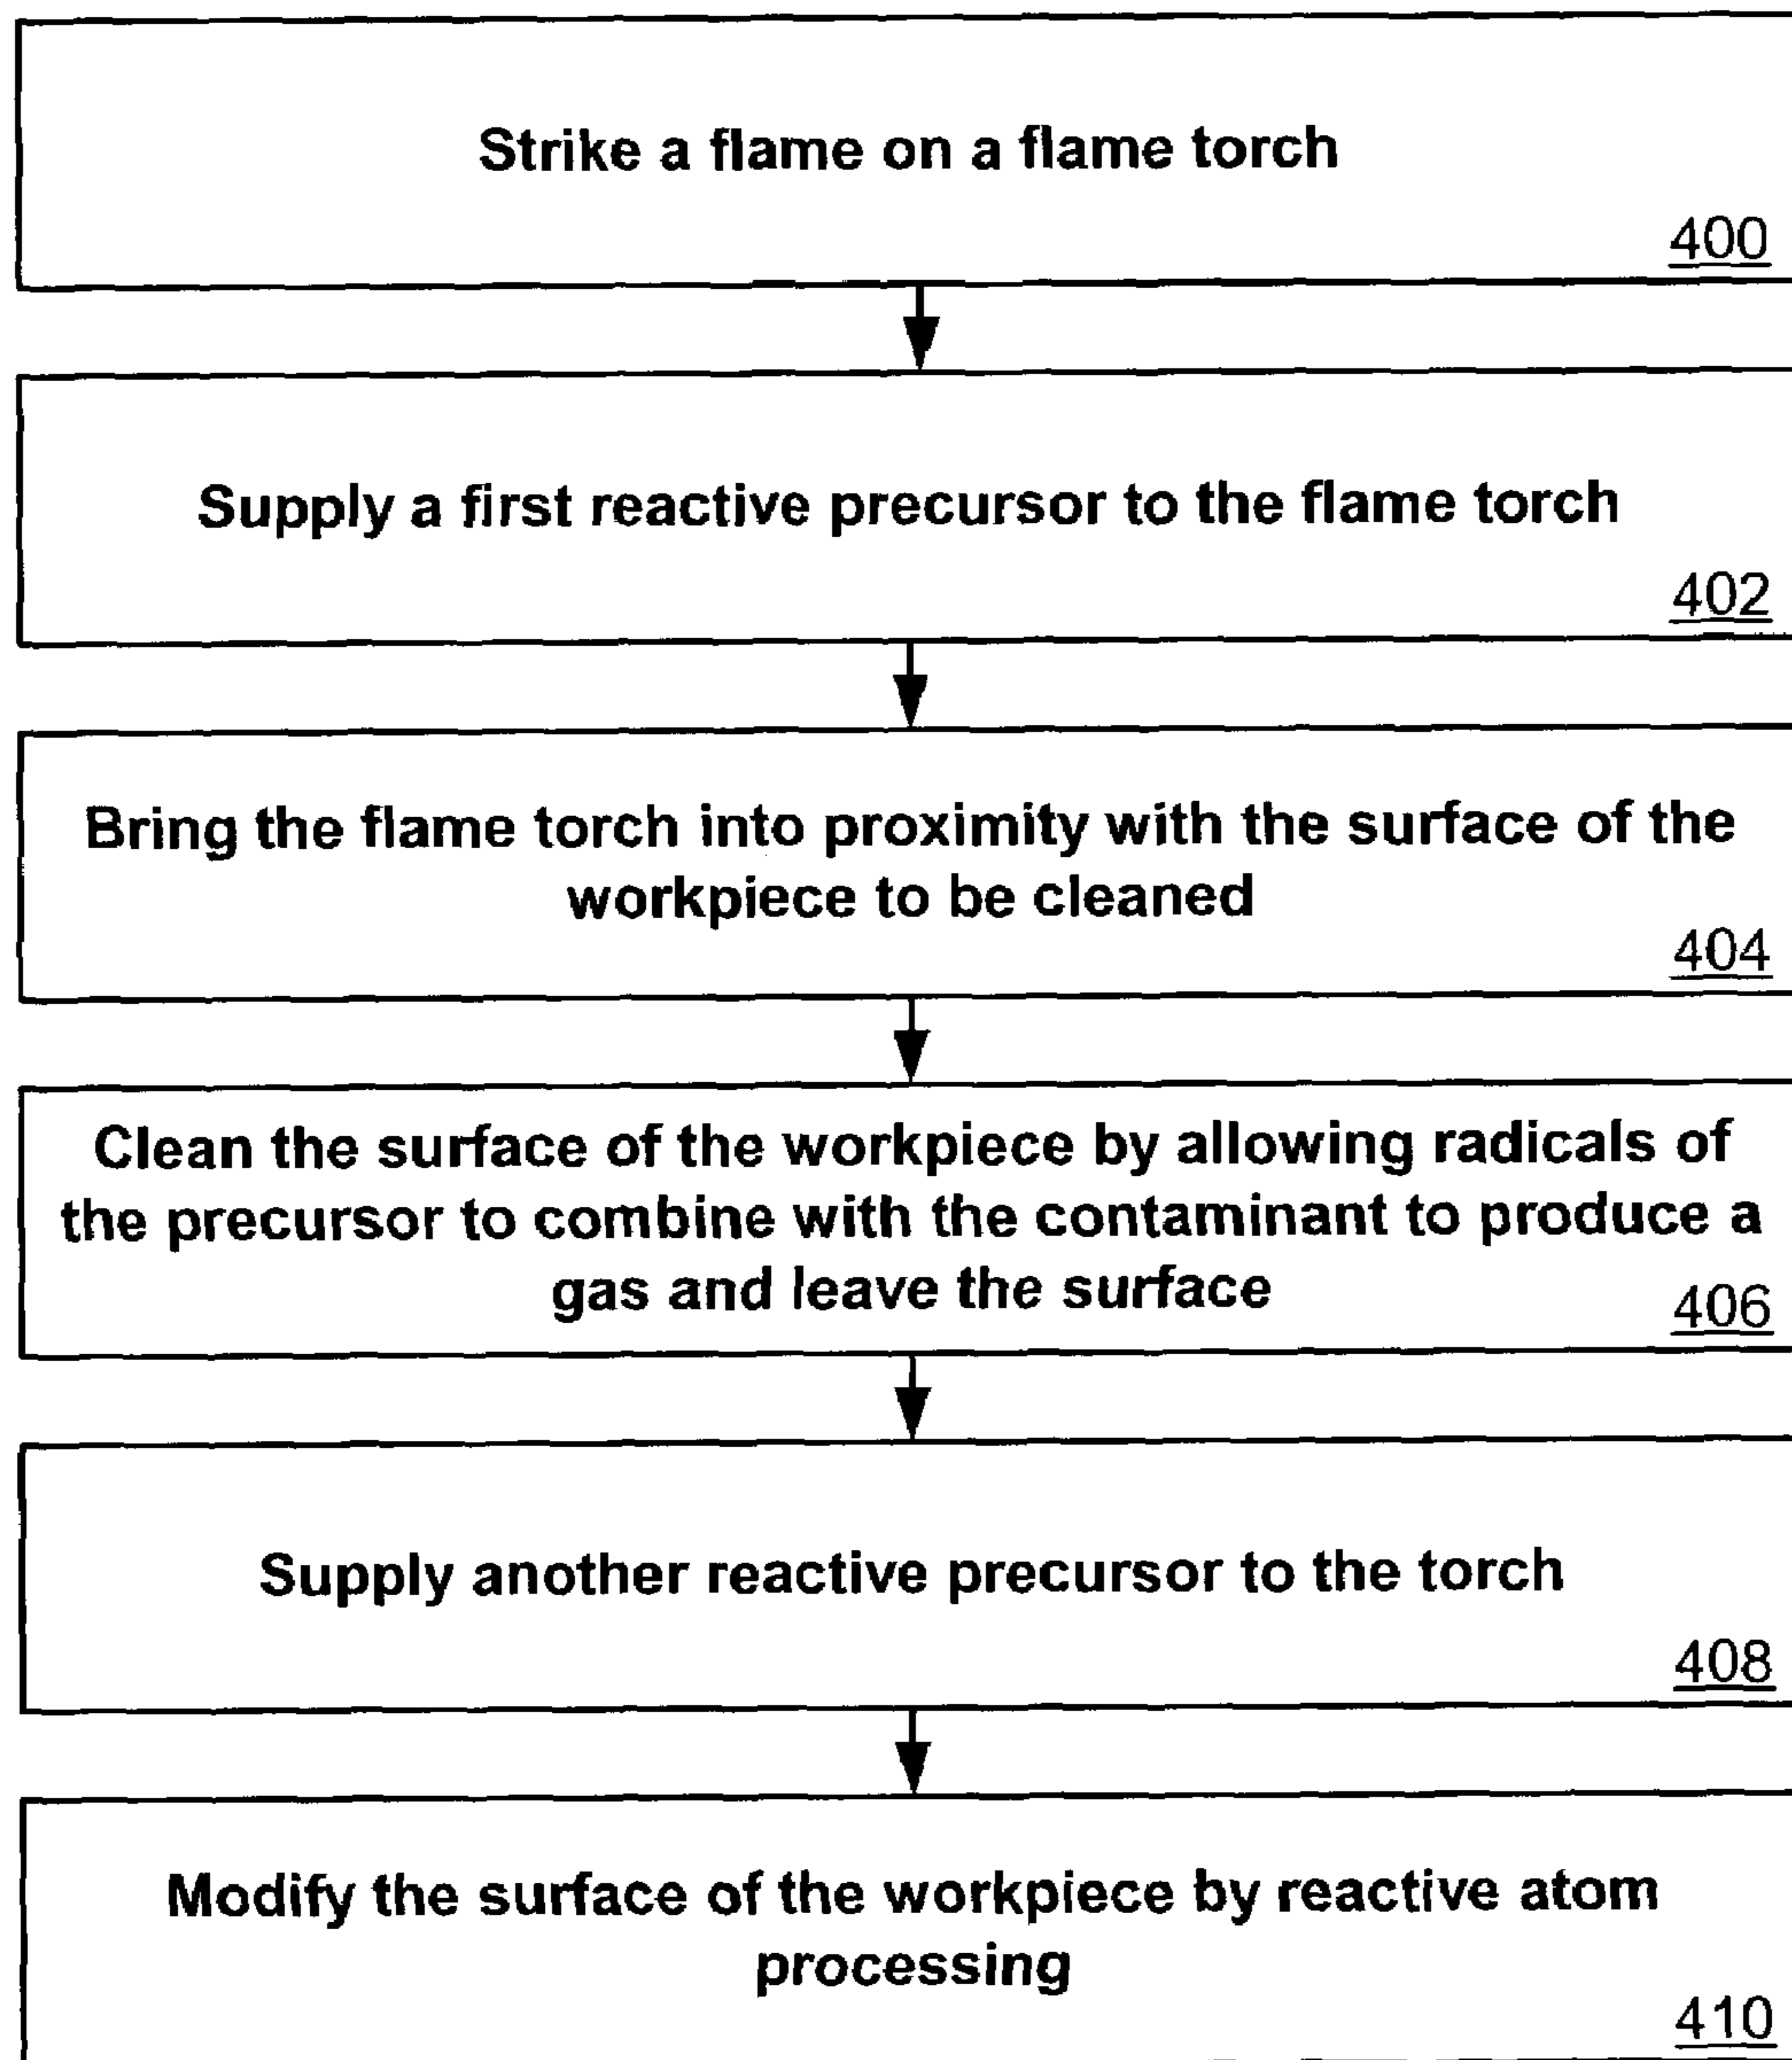 Strike a flame on a flame torch
400
Supply a first reactive precursor to the flame torch
402
Bring the flame torch into proximity with the surface of the
workpiece to be cleaned
404
Clean the surface of the workpiece by allowing radicals of
the precursor to combine with the contaminant to produce a
gas and leave the surface
406
Supply another reactive precursor to the torch
408
Modify the surface of the workpiece by reactive atom
processing
410